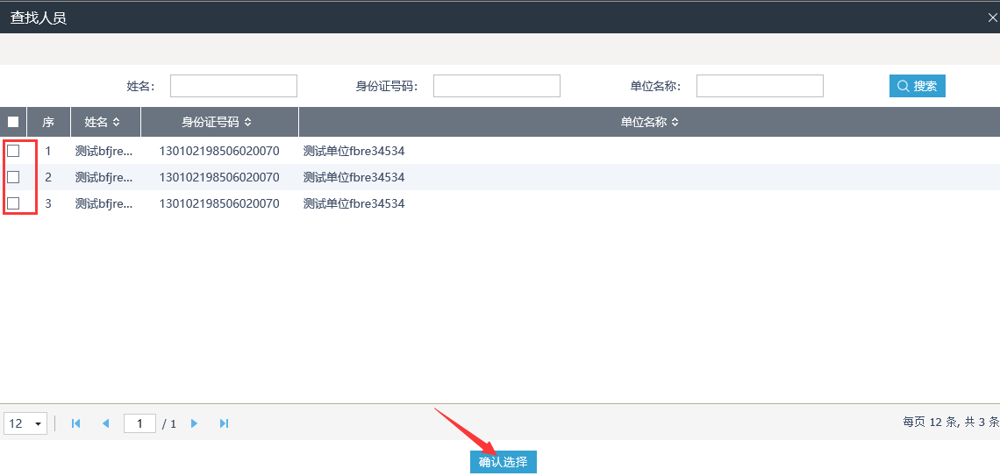 查找人员
姓名： 身份证号码： 单位名称： 搜索
序 姓名 身份证号码 单位名称
1 测试bfjre... 130102198506020070 测试单位fbre34534
2 测试bfjre... 130102198506020070 测试单位fbre34534
3 测试bfjre... 130102198506020070 测试单位fbre34534
12 1 / 1 每页 12 条, 共 3 条
确认选择